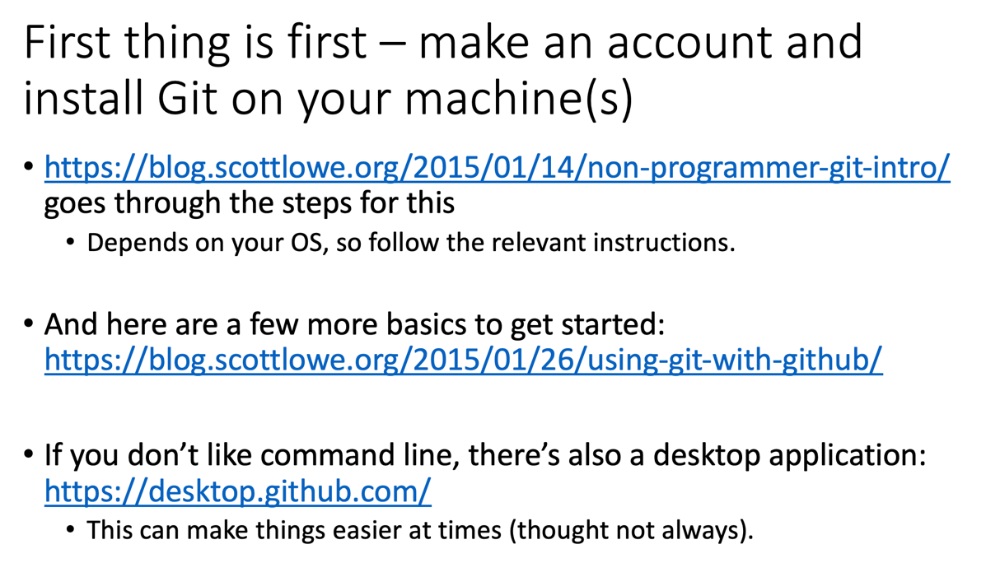 First thing is first – make an account and
install Git on your machine(s)
• https://blog.scottlowe.org/2015/01/14/non-programmer-git-intro/
goes through the steps for this
• Depends on your OS, so follow the relevant instructions.
• And here are a few more basics to get started:
https://blog.scottlowe.org/2015/01/26/using-git-with-github/
• If you don’t like command line, there’s also a desktop application:
https://desktop.github.com/
• This can make things easier at times (thought not always).